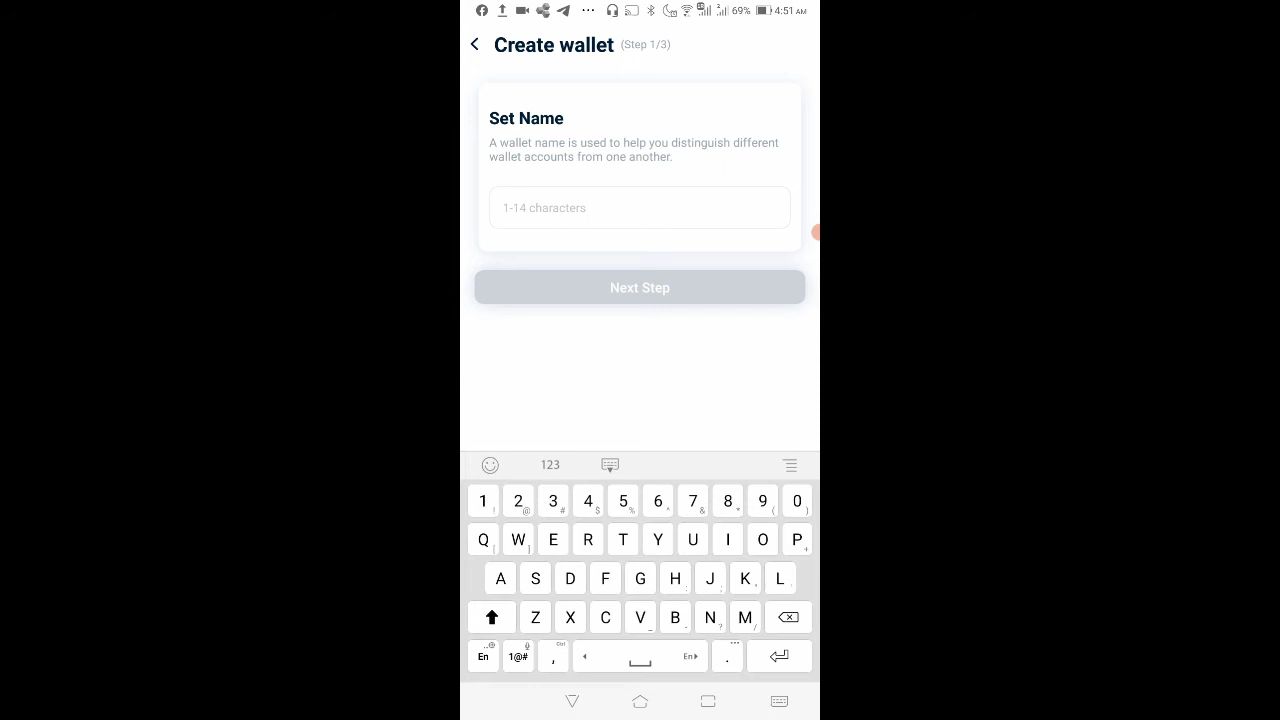 69% 4:51 AM
Create wallet (Step 1/3)
Set Name
A wallet name is used to help you distinguish different
wallet accounts from one another.
1-14 characters
Next Step
123
1 ! 2 @ 3 # 4 $ 5 % 6 ^ 7 & 8 * 9 ( 0 )
Q [ W ] E R T Y U I O P +
A S D F G H : J ; K L
Z X C V _ B - N ? M /
En 1@# , Ctrl En .